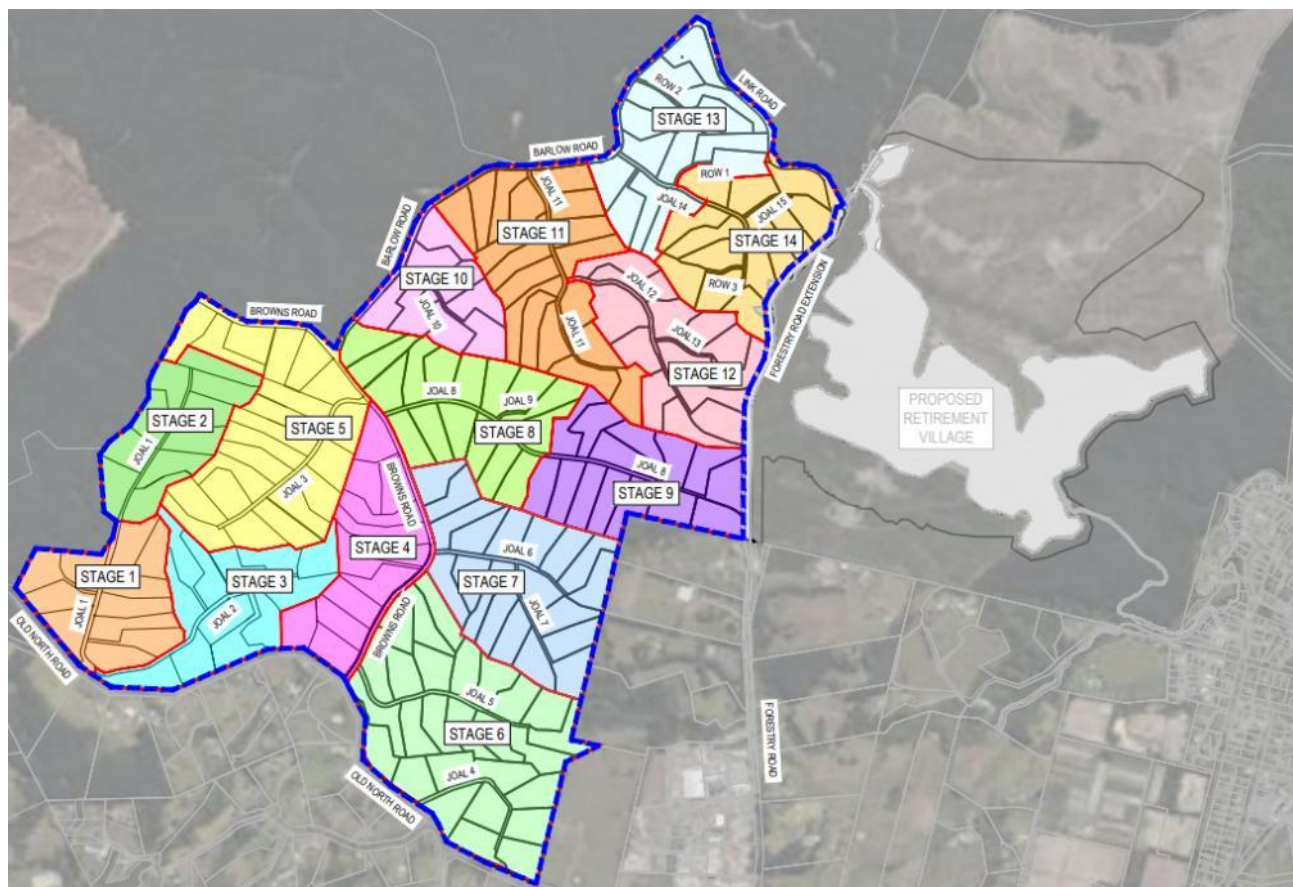 LINK ROAD
ROW 2
STAGE 13
BARLOW ROAD
ROW 1
JOAL 11
JOAL 14
JOAL 15
STAGE 11
STAGE 14
BARLOW ROAD
STAGE 10
JOAL 12
ROW 3
FORESTRY ROAD EXTENSION
JOAL 10
BROWNS ROAD
JOAL 11
JOAL 13
STAGE 12
JOAL 8
JOAL 9
PROPOSED
RETIREMENT
VILLAGE
STAGE 2
STAGE 5
STAGE 8
JOAL 1
BROWNS ROAD
JOAL 8
JOAL 3
STAGE 9
STAGE 4
JOAL 6
STAGE 1
STAGE 3
STAGE 7
JOAL 1
JOAL 2
JOAL 7
OLD NORTH ROAD
BROWNS ROAD
JOAL 5
STAGE 6
FORESTRY ROAD
JOAL 4
OLD NORTH ROAD